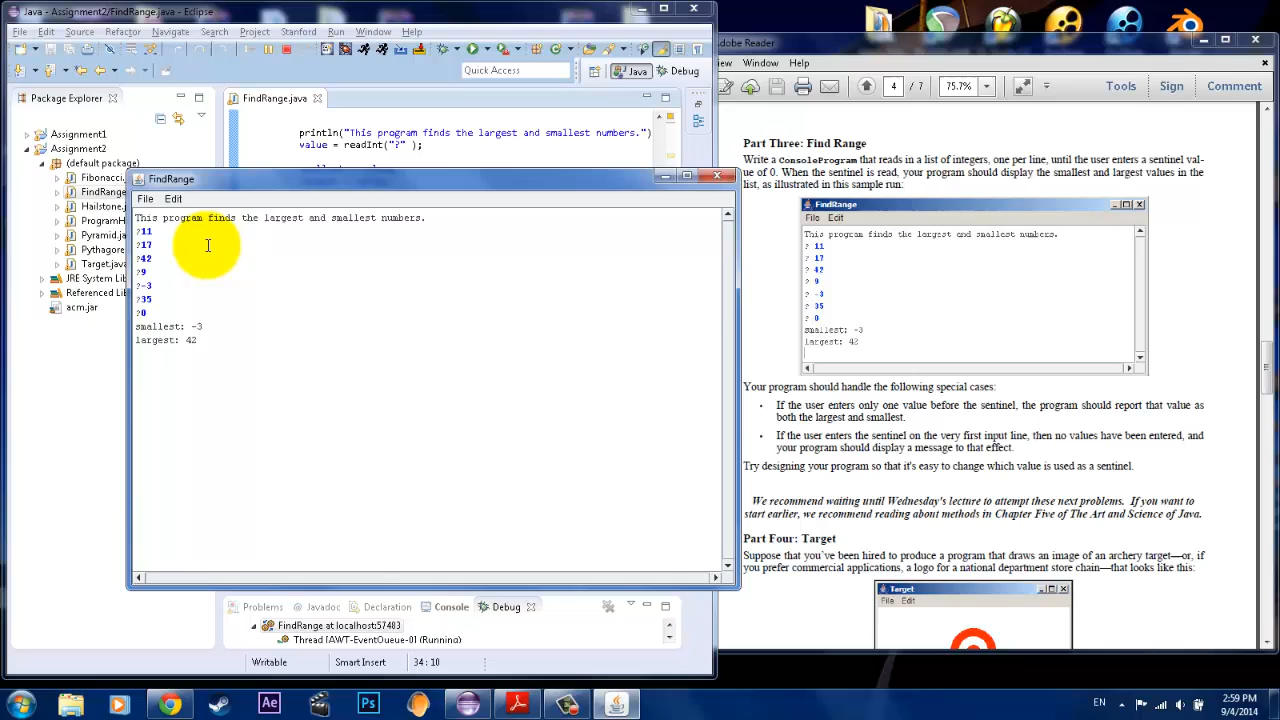 Java - Assignment2/FindRange.java - Eclipse
File Edit Source Refactor Navigate Search Project Stanford Run Window Help
Quick Access
Java
Debug
Package Explorer
FindRange.java
Assignment1
Assignment2
(default package)
Fibonacci.
FindRange
Hailstone.
ProgramH
Pyramid.j
Pythagore
Target.java
JRE System Lib
Referenced Lib
acm.jar
println("This program finds the largest and smallest numbers.")
value = readInt("?" );
FindRange
File Edit
This program finds the largest and smallest numbers.
?11
?17
?42
?9
?-3
?35
?0
smallest: -3
largest: 42
Problems Javadoc Declaration Console Debug
FindRange at localhost:57403
Thread [AWT-EventQueue-0] (Running)
Writable Smart Insert 34 : 10
Adobe Reader
Window Help
4 / 7 75.7%
Tools Sign Comment
Part Three: Find Range
Write a ConsoleProgram that reads in a list of integers, one per line, until the user enters a sentinel val-
ue of 0. When the sentinel is read, your program should display the smallest and largest values in the
list, as illustrated in this sample run:
FindRange
File Edit
This program finds the largest and smallest numbers.
? 11
? 17
? 42
? 9
? -3
? 35
? 0
smallest: -3
largest: 42
Your program should handle the following special cases:
• If the user enters only one value before the sentinel, the program should report that value as
both the largest and smallest.
• If the user enters the sentinel on the very first input line, then no values have been entered, and
your program should display a message to that effect.
Try designing your program so that it's easy to change which value is used as a sentinel.
We recommend waiting until Wednesday's lecture to attempt these next problems. If you want to
start earlier, we recommend reading about methods in Chapter Five of The Art and Science of Java.
Part Four: Target
Suppose that you've been hired to produce a program that draws an image of an archery target—or, if
you prefer commercial applications, a logo for a national department store chain—that looks like this:
Target
File Edit
Ae
Ps
EN
2:59 PM
9/4/2014